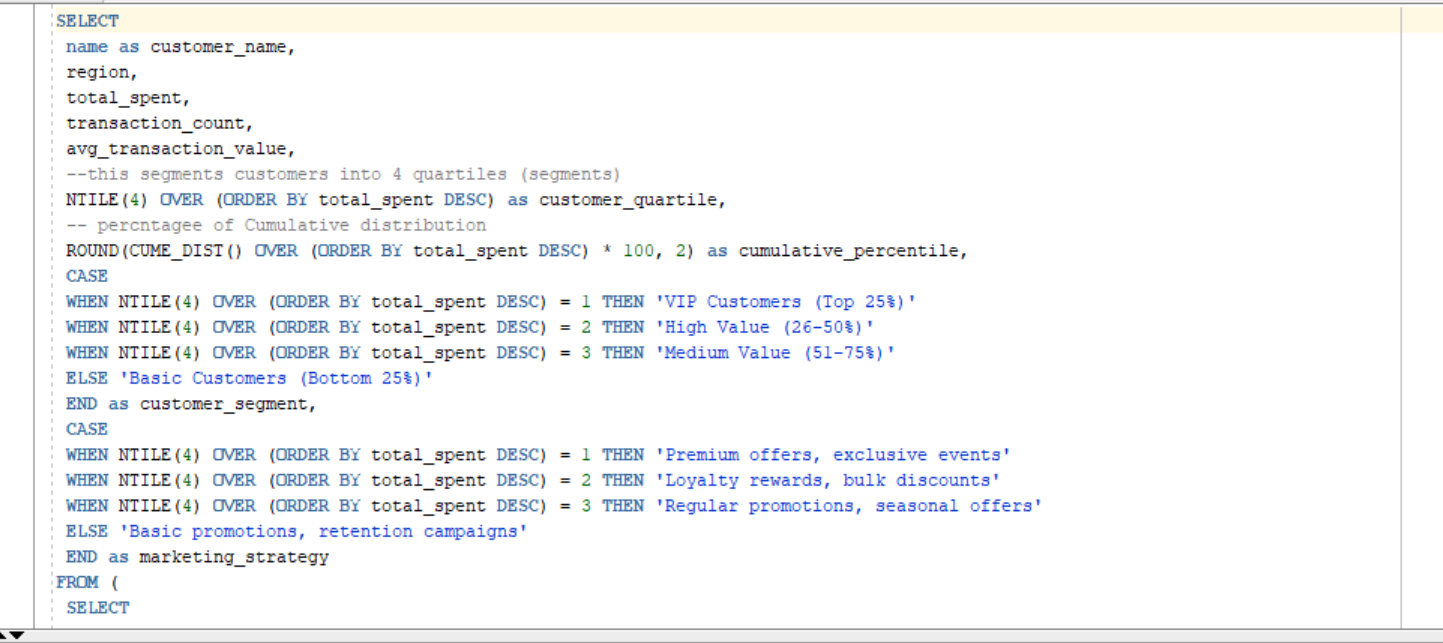 SELECT
name as customer_name,
region,
total_spent,
transaction_count,
avg_transaction_value,
--this segments customers into 4 quartiles (segments)
NTILE(4) OVER (ORDER BY total_spent DESC) as customer_quartile,
-- percntagee of Cumulative distribution
ROUND(CUME_DIST() OVER (ORDER BY total_spent DESC) * 100, 2) as cumulative_percentile,
CASE
WHEN NTILE(4) OVER (ORDER BY total_spent DESC) = 1 THEN 'VIP Customers (Top 25%)'
WHEN NTILE(4) OVER (ORDER BY total_spent DESC) = 2 THEN 'High Value (26-50%)'
WHEN NTILE(4) OVER (ORDER BY total_spent DESC) = 3 THEN 'Medium Value (51-75%)'
ELSE 'Basic Customers (Bottom 25%)'
END as customer_segment,
CASE
WHEN NTILE(4) OVER (ORDER BY total_spent DESC) = 1 THEN 'Premium offers, exclusive events'
WHEN NTILE(4) OVER (ORDER BY total_spent DESC) = 2 THEN 'Loyalty rewards, bulk discounts'
WHEN NTILE(4) OVER (ORDER BY total_spent DESC) = 3 THEN 'Regular promotions, seasonal offers'
ELSE 'Basic promotions, retention campaigns'
END as marketing_strategy
FROM (
SELECT